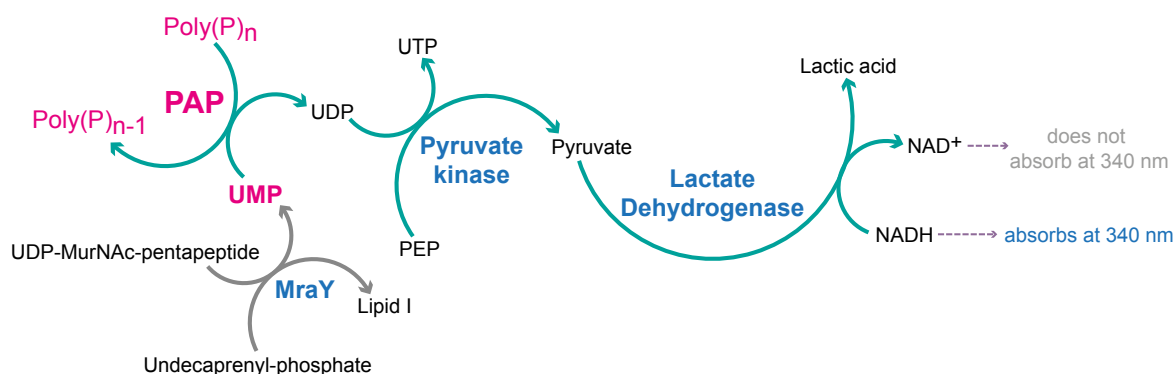 Poly(P)n
UTP
Lactic acid
PAP
Poly(P)n-1
UDP
Pyruvate
kinase
Pyruvate
NAD+
does not
absorb at 340 nm
Lactate
Dehydrogenase
UMP
PEP
NADH
absorbs at 340 nm
UDP-MurNAc-pentapeptide
MraY
Lipid I
Undecaprenyl-phosphate